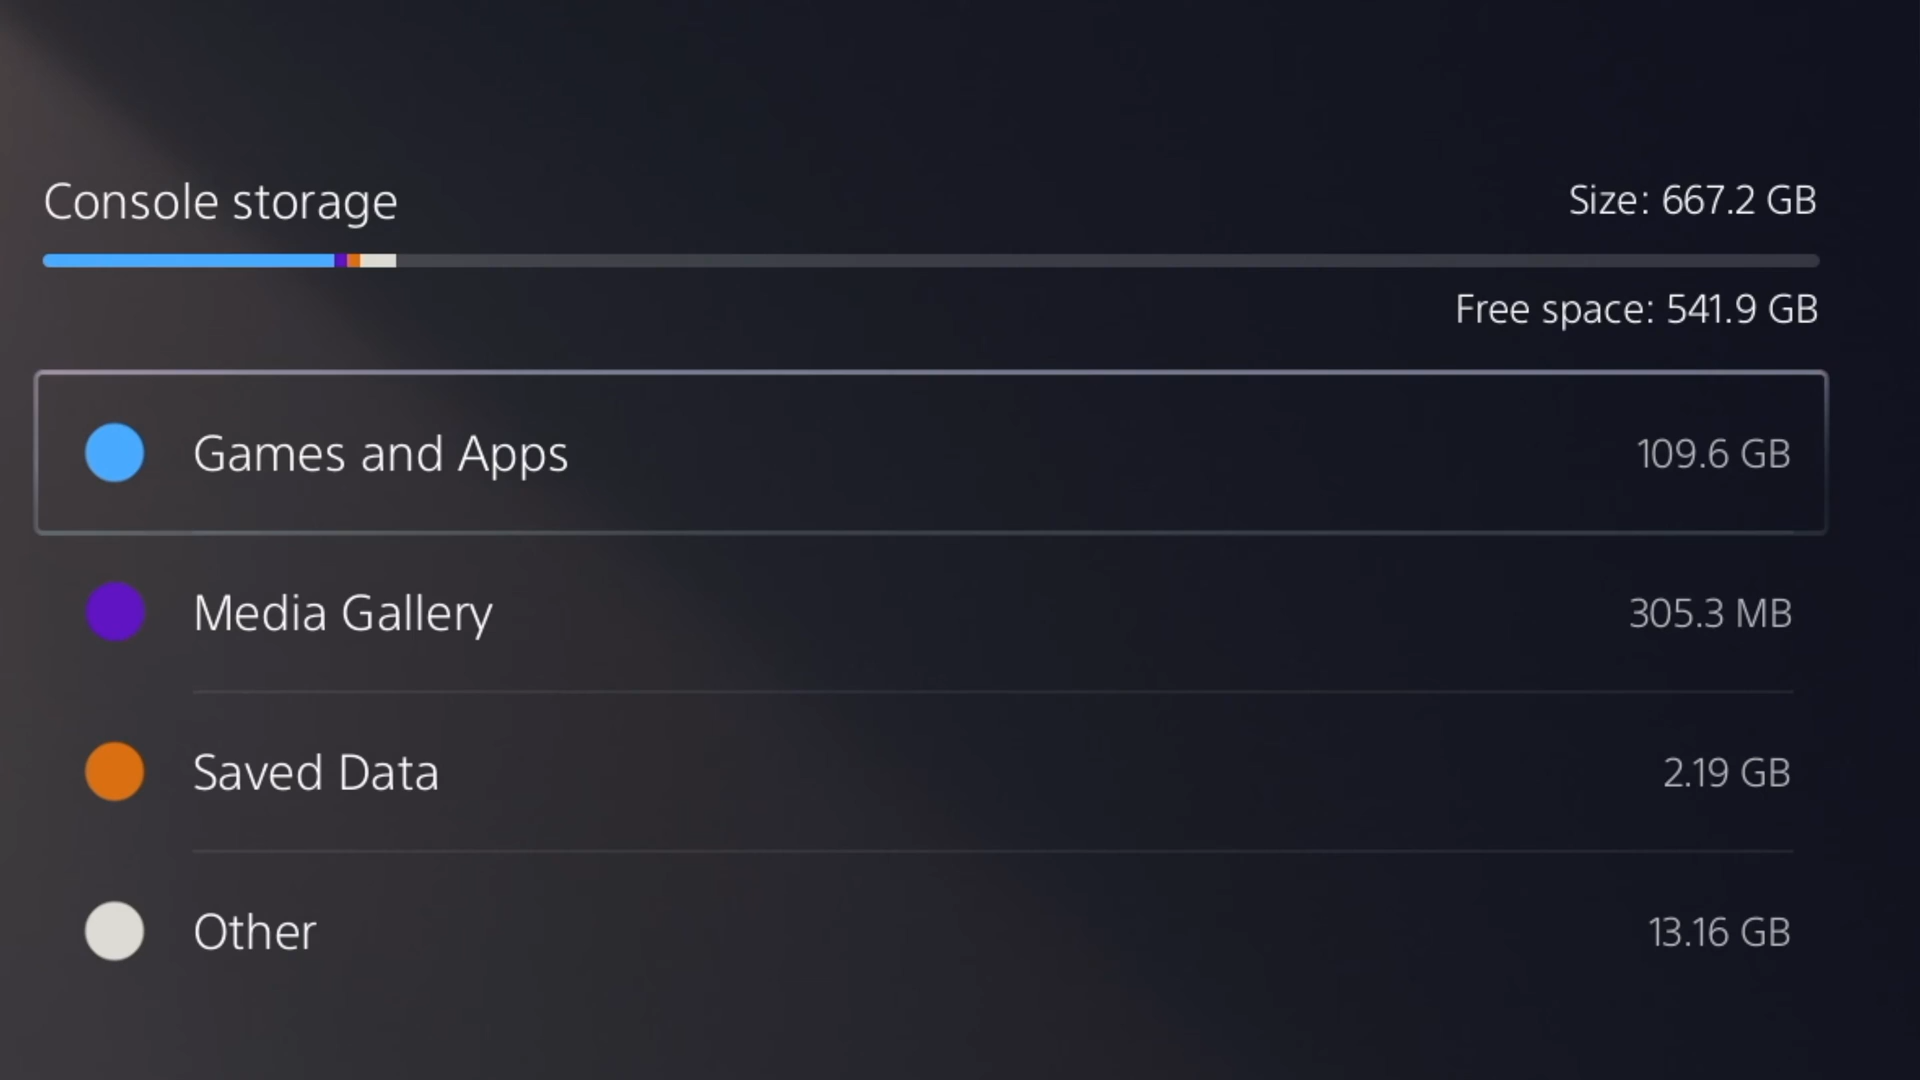 Console storage
Size: 667.2 GB
Free space: 541.9 GB
Games and Apps
109.6 GB
Media Gallery
305.3 MB
Saved Data
2.19 GB
Other
13.16 GB